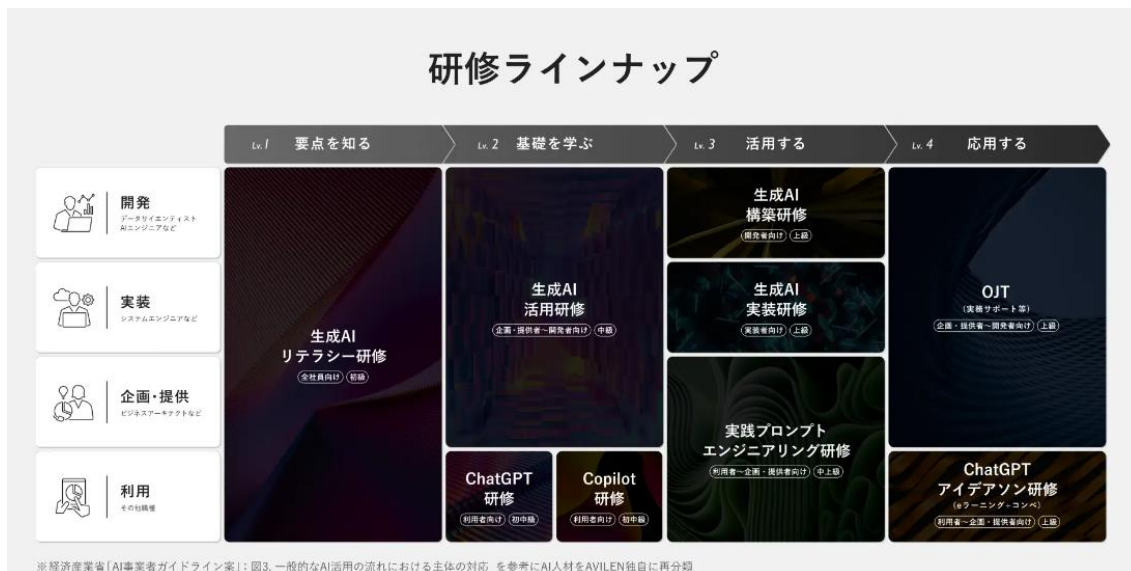 研修ラインナップ
Lv.1 要点を知る
Lv.2 基礎を学ぶ
Lv.3 活用する
Lv.4 応用する
開発
データサイエンティスト
AIエンジニアなど
実装
システムエンジニアなど
企画・提供
ビジネスアーキテクトなど
利用
その他職種
生成AI
リテラシー研修
全社員向け 初級
生成AI
活用研修
企画・提供者～開発者向け 中級
ChatGPT
研修
利用者向け 初中級
Copilot
研修
利用者向け 初中級
生成AI
構築研修
開発者向け 上級
生成AI
実装研修
実装者向け 上級
実践プロンプト
エンジニアリング研修
利用者～企画・提供者向け 中上級
OJT
(実務サポート等)
企画・提供者～開発者向け 上級
ChatGPT
アイデアソン研修
(eラーニング+コンペ)
利用者～企画・提供者向け 上級
※経済産業省「AI事業者ガイドライン案」：図3. 一般的なAI活用の流れにおける主体の対応 を参考にAI人材をAVILEN独自に再分類